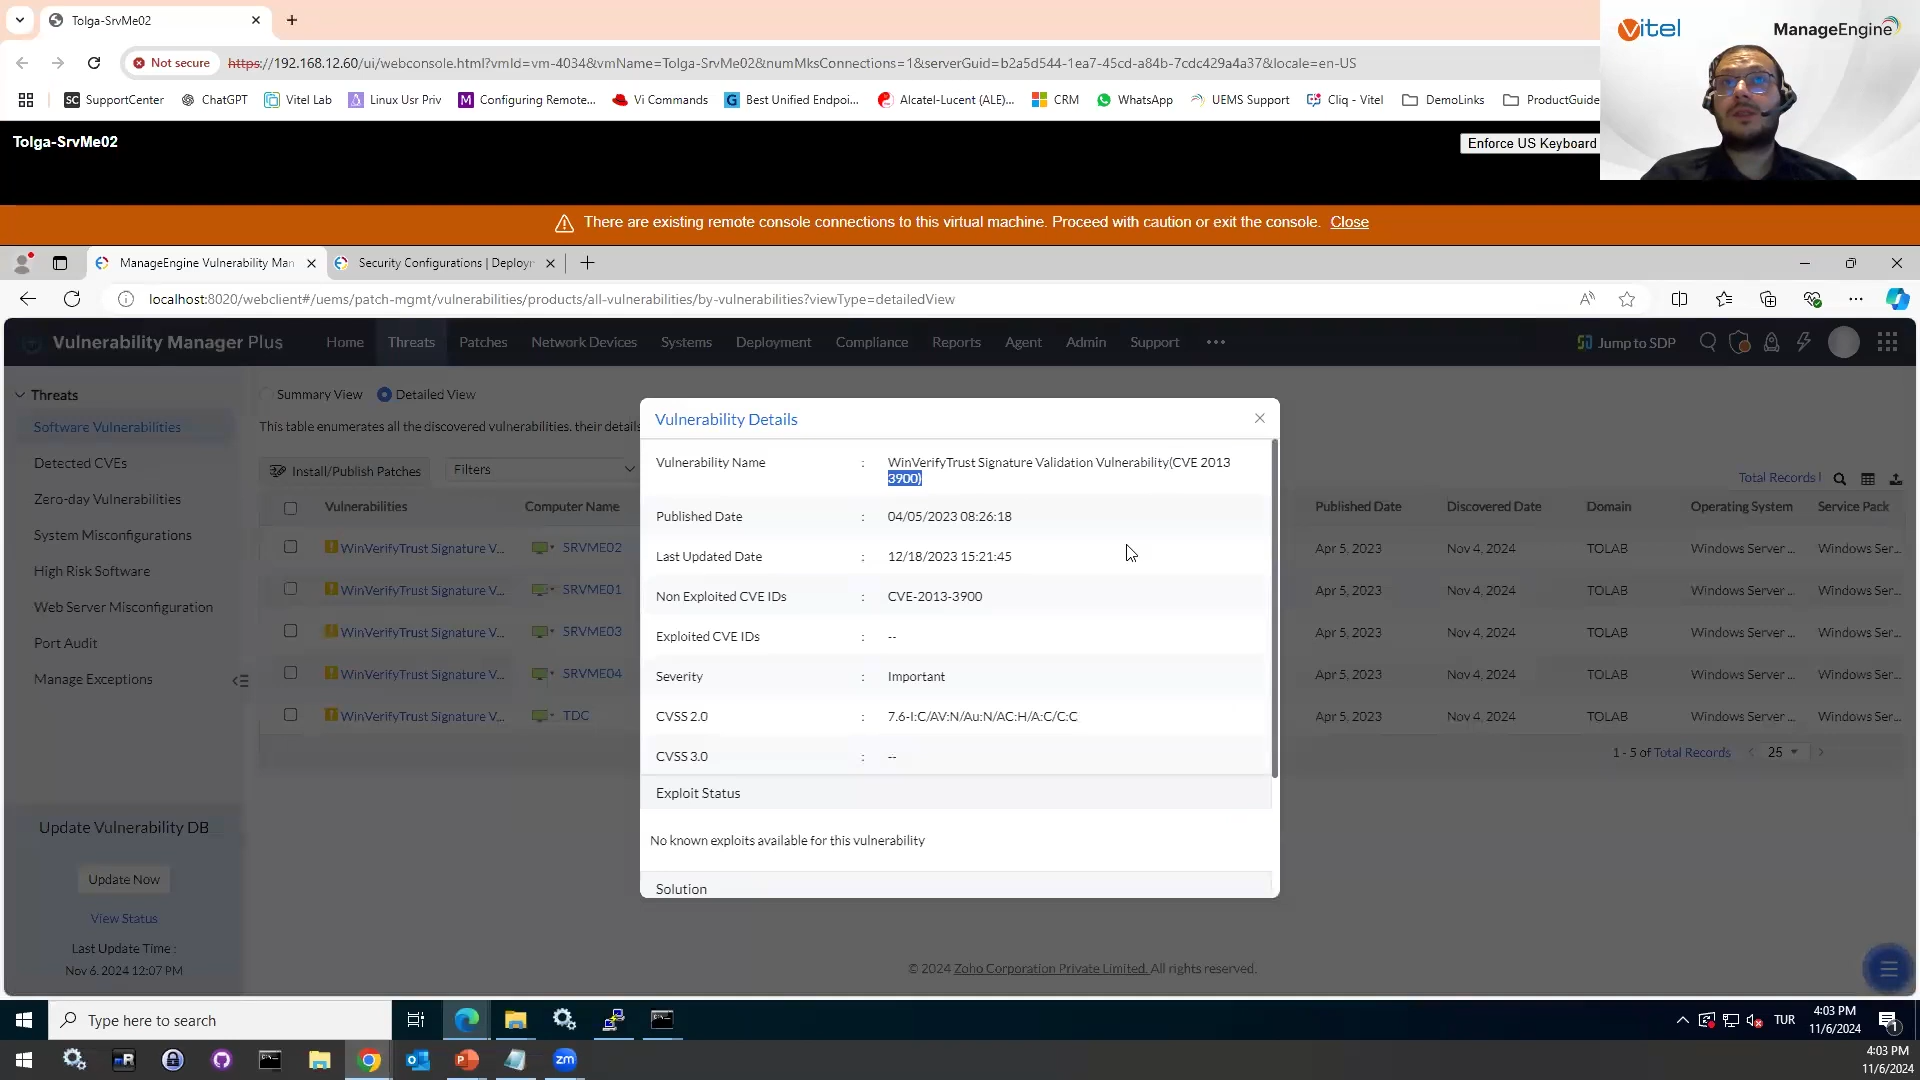 Tolga-SrvMe02
Vitel
ManageEngine
Not secure
https://192.168.12.60/ui/webconsole.html?vmId=vm-4034&vmName=Tolga-SrvMe02&numMksConnections=1&serverGuid=b2a5d544-1ea7-45cd-a84b-7cdc429a4a37&locale=en-US
SC SupportCenter
ChatGPT
Vitel Lab
Linux Usr Priv
Configuring Remote...
Vi Commands
Best Unified Endpoi...
Alcatel-Lucent (ALE)...
CRM
WhatsApp
UEMS Support
Cliq - Vitel
DemoLinks
ProductGuide
Tolga-SrvMe02
Enforce US Keyboard
There are existing remote console connections to this virtual machine. Proceed with caution or exit the console. Close
ManageEngine Vulnerability Man
Security Configurations | Deployr
localhost:8020/webclient#/uems/patch-mgmt/vulnerabilities/products/all-vulnerabilities/by-vulnerabilities?viewType=detailedView
Vulnerability Manager Plus
Home
Threats
Patches
Network Devices
Systems
Deployment
Compliance
Reports
Agent
Admin
Support
Jump to SDP
Threats
Software Vulnerabilities
Detected CVEs
Zero-day Vulnerabilities
System Misconfigurations
High Risk Software
Web Server Misconfiguration
Port Audit
Manage Exceptions
Update Vulnerability DB
Update Now
View Status
Last Update Time :
Nov 6, 2024 12:07 PM
Summary View
Detailed View
This table enumerates all the discovered vulnerabilities, their details
Install/Publish Patches
Filters
Total Records
Vulnerabilities Computer Name Published Date Discovered Date Domain Operating System Service Pack
WinVerifyTrust Signature V... SRVME02 Apr 5, 2023 Nov 4, 2024 TOLAB Windows Server ... Windows Ser...
WinVerifyTrust Signature V... SRVME01 Apr 5, 2023 Nov 4, 2024 TOLAB Windows Server ... Windows Ser...
WinVerifyTrust Signature V... SRVME03 Apr 5, 2023 Nov 4, 2024 TOLAB Windows Server ... Windows Ser...
WinVerifyTrust Signature V... SRVME04 Apr 5, 2023 Nov 4, 2024 TOLAB Windows Server ... Windows Ser...
WinVerifyTrust Signature V... TDC Apr 5, 2023 Nov 4, 2024 TOLAB Windows Server ... Windows Ser...
1 - 5 of Total Records
25
Vulnerability Details
Vulnerability Name : WinVerifyTrust Signature Validation Vulnerability(CVE 2013
3900)
Published Date : 04/05/2023 08:26:18
Last Updated Date : 12/18/2023 15:21:45
Non Exploited CVE IDs : CVE-2013-3900
Exploited CVE IDs : --
Severity : Important
CVSS 2.0 : 7.6-I:C/AV:N/Au:N/AC:H/A:C/C:C
CVSS 3.0 : --
Exploit Status
No known exploits available for this vulnerability
Solution
© 2024 Zoho Corporation Private Limited. All rights reserved.
Type here to search
TUR
4:03 PM
11/6/2024
1
zm
4:03 PM
11/6/2024